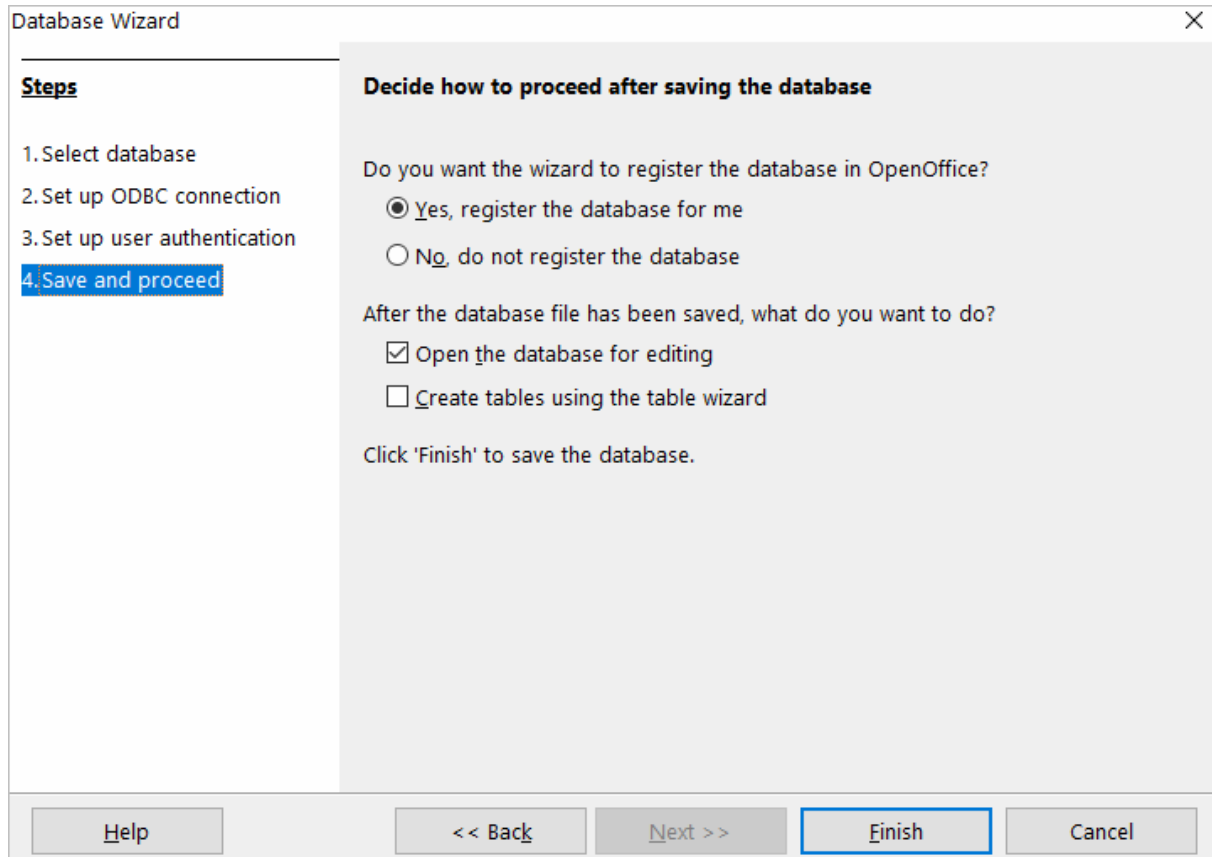 Database Wizard
Steps
1. Select database
2. Set up ODBC connection
3. Set up user authentication
4. Save and proceed
Decide how to proceed after saving the database
Do you want the wizard to register the database in OpenOffice?
Yes, register the database for me
No, do not register the database
After the database file has been saved, what do you want to do?
Open the database for editing
Create tables using the table wizard
Click 'Finish' to save the database.
Help
<< Back
Next >>
Finish
Cancel